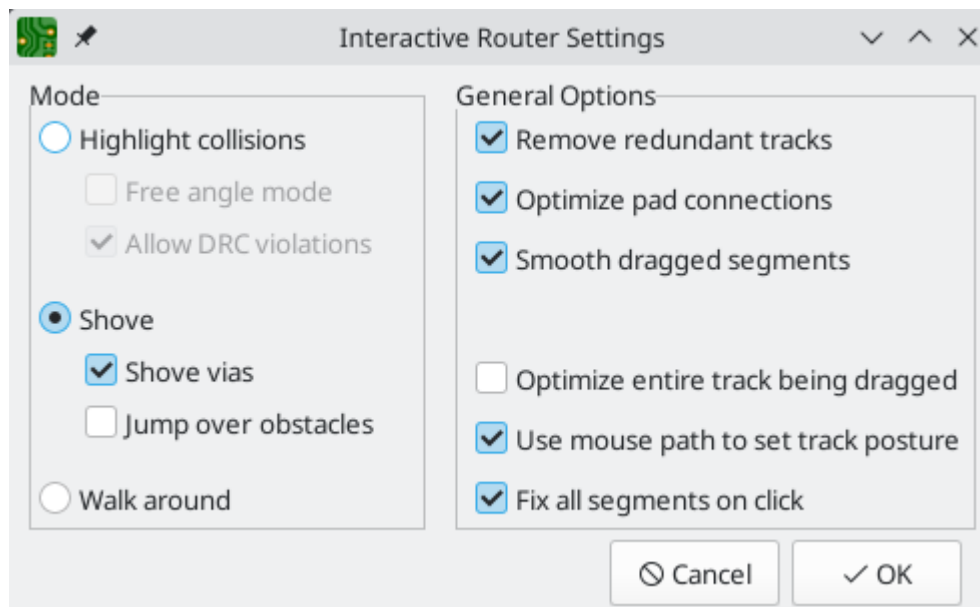 Interactive Router Settings
Mode
Highlight collisions
Free angle mode
Allow DRC violations
Shove
Shove vias
Jump over obstacles
Walk around
General Options
Remove redundant tracks
Optimize pad connections
Smooth dragged segments
Optimize entire track being dragged
Use mouse path to set track posture
Fix all segments on click
Cancel
OK